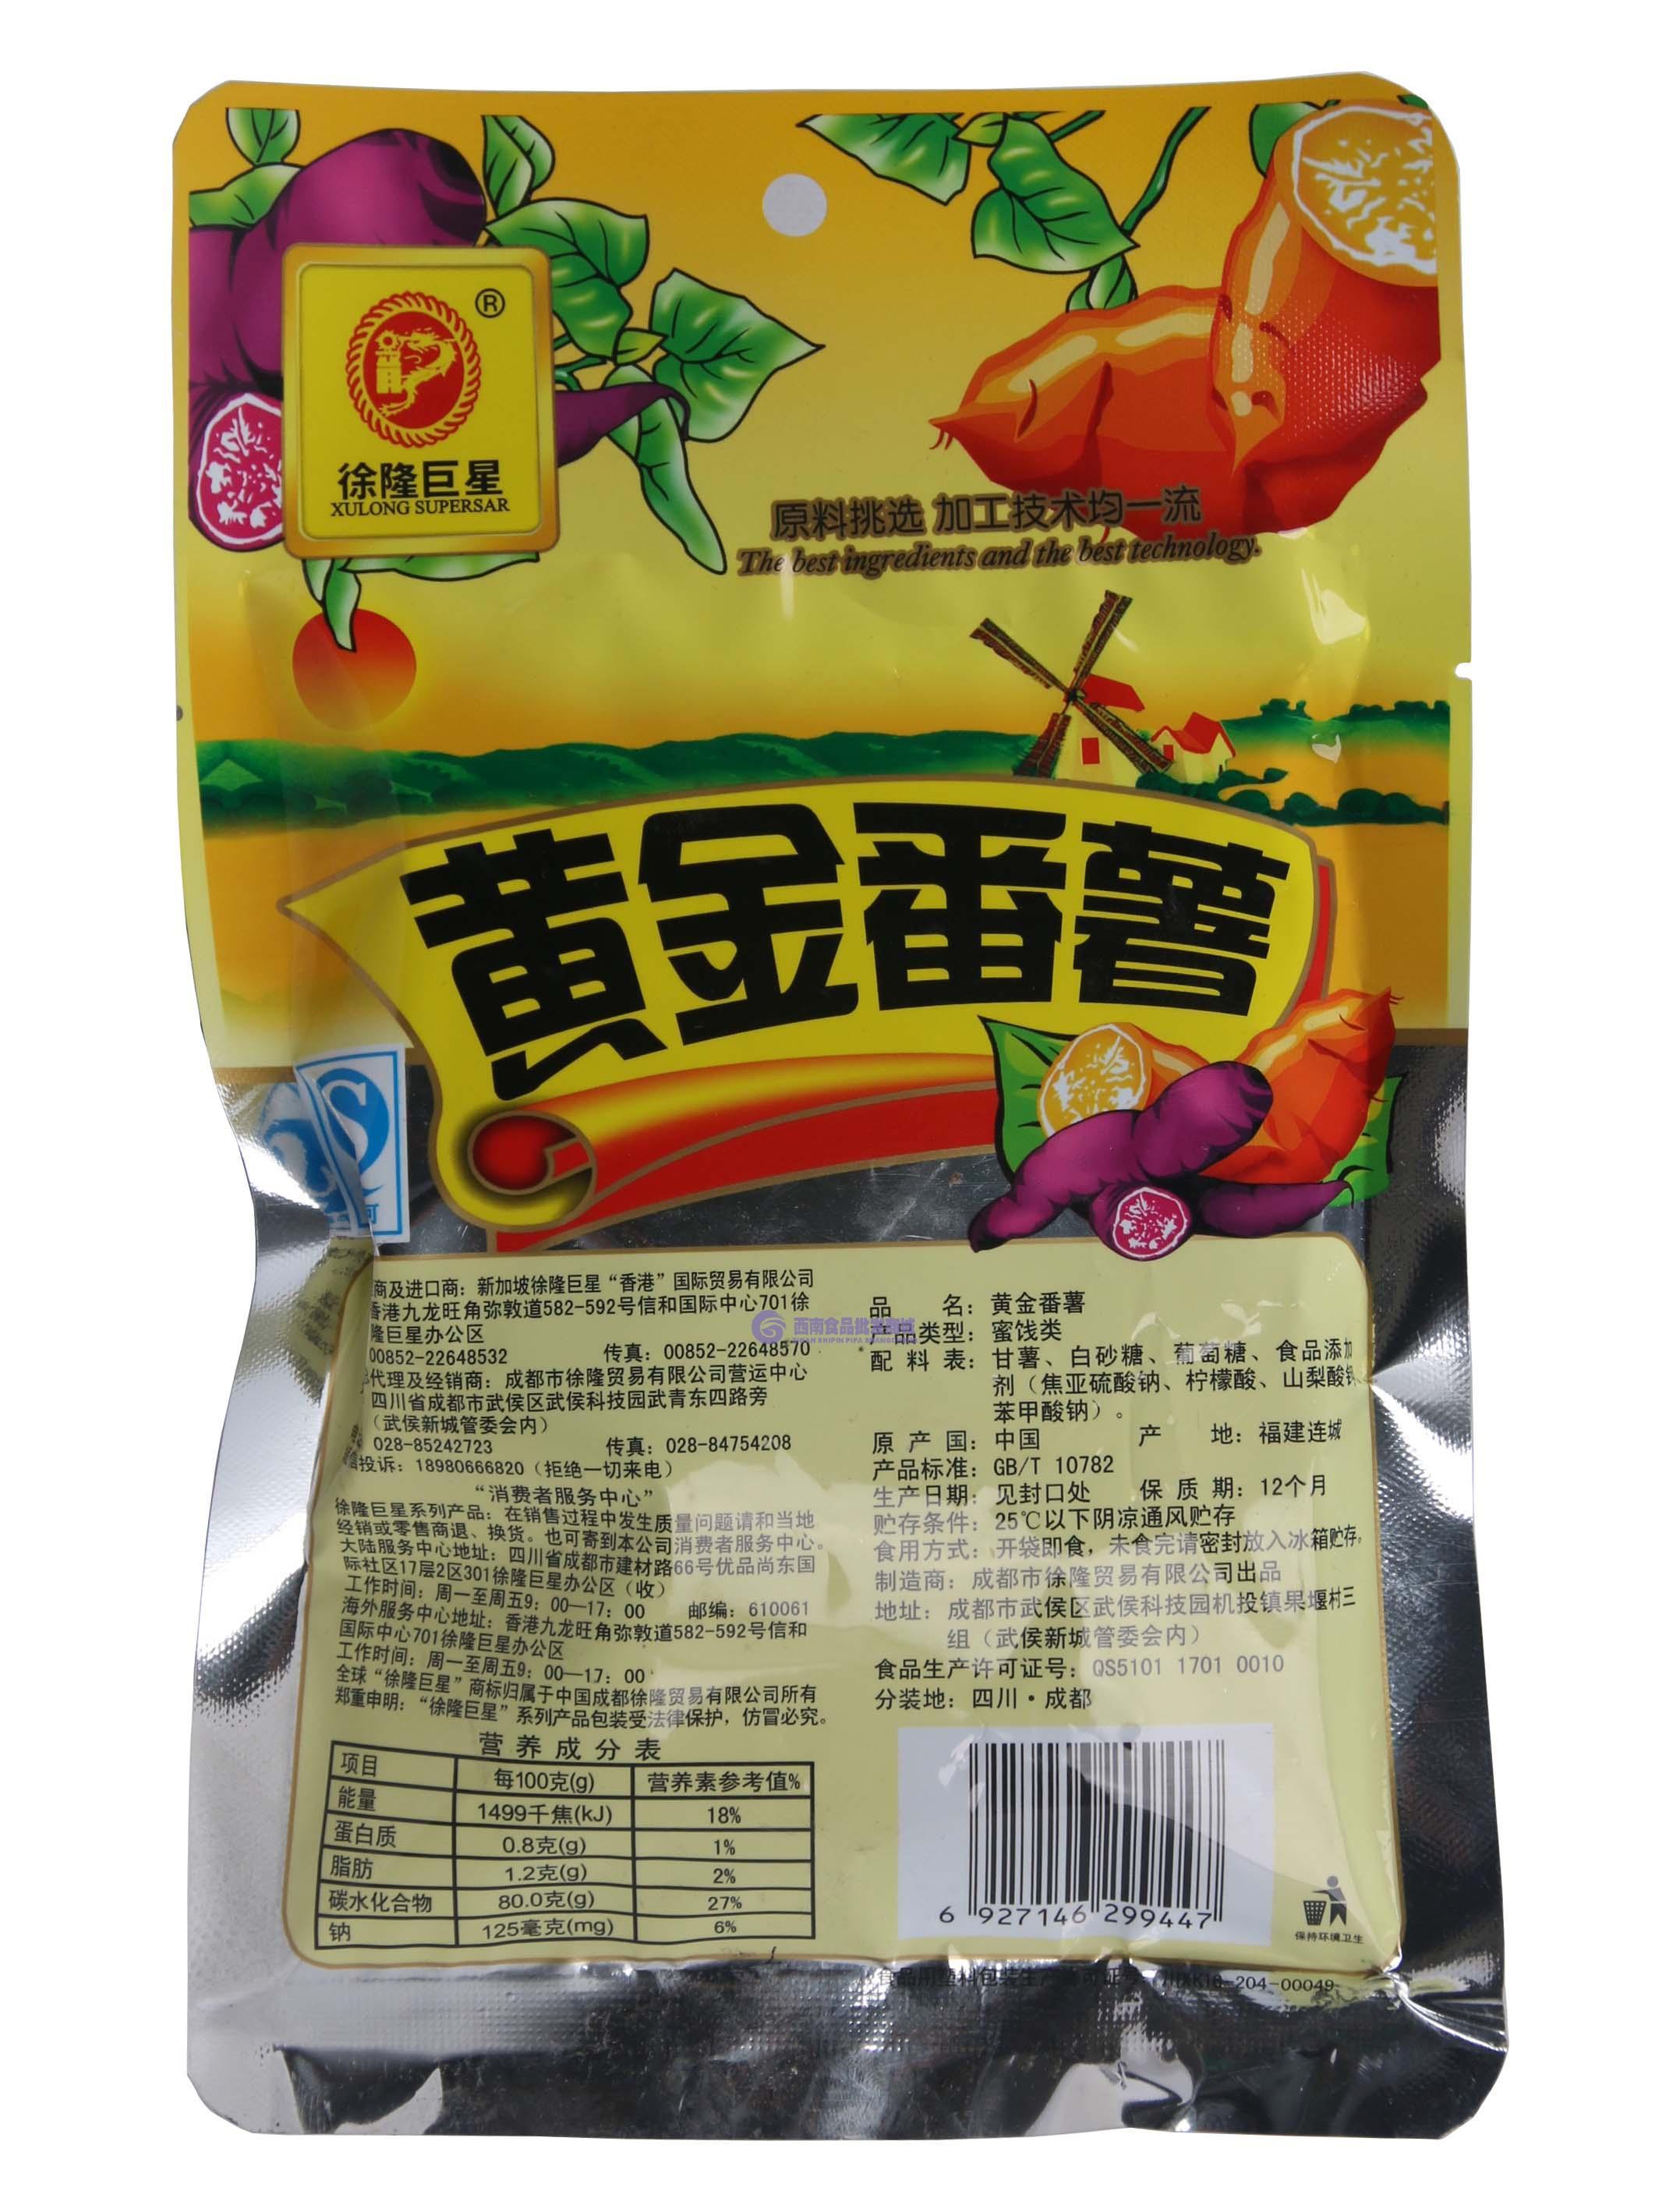 ®
徐隆巨星
XULONG SUPERSAR
原料挑选 加工技术均一流
The best ingredients and the best technology.
黄金番薯
商及进口商：新加坡徐隆巨星“香港”国际贸易有限公司
香港九龙旺角弥敦道582-592号信和国际中心701徐
隆巨星办公区
00852-22648532 传真：00852-22648570
代理及经销商：成都市徐隆贸易有限公司营运中心
四川省成都市武侯区武侯科技园武青东四路旁
（武侯新城管委会内）
028-85242723 传真：028-84754208
投诉：18980666820（拒绝一切来电）
“消费者服务中心”
徐隆巨星系列产品：在销售过程中发生质量问题请和当地
经销或零售商退、换货。也可寄到本公司消费者服务中心。
大陆服务中心地址：四川省成都市建材路66号优品尚东国
际社区17层2区301徐隆巨星办公区（收）
工作时间：周一至周五9：00—17：00 邮编：610061
海外服务中心地址：香港九龙旺角弥敦道582-592号信和
国际中心701徐隆巨星办公区
工作时间：周一至周五9：00—17：00
全球“徐隆巨星”商标归属于中国成都徐隆贸易有限公司所有
郑重申明：“徐隆巨星”系列产品包装受法律保护，仿冒必究。
营养成分表
项目 每100克(g) 营养素参考值%
能量 1499千焦(kJ) 18%
蛋白质 0.8克(g) 1%
脂肪 1.2克(g) 2%
碳水化合物 80.0克(g) 27%
钠 125毫克(mg) 6%
西南食品批发商城
品 名：黄金番薯
产品类型：蜜饯类
配料表：甘薯、白砂糖、葡萄糖、食品添加
剂（焦亚硫酸钠、柠檬酸、山梨酸钾
苯甲酸钠）。
原产国：中国 产 地：福建连城
产品标准：GB/T 10782
生产日期：见封口处 保质期：12个月
贮存条件：25℃以下阴凉通风贮存
食用方式：开袋即食，未食完请密封放入冰箱贮存。
制造商：成都市徐隆贸易有限公司出品
地址：成都市武侯区武侯科技园机投镇果堰村三
组（武侯新城管委会内）
食品生产许可证号：QS5101 1701 0010
分装地：四川·成都
6 927146 299447
保持环境卫生
食品用塑料包装生产许可证号：川XK16-204-00049